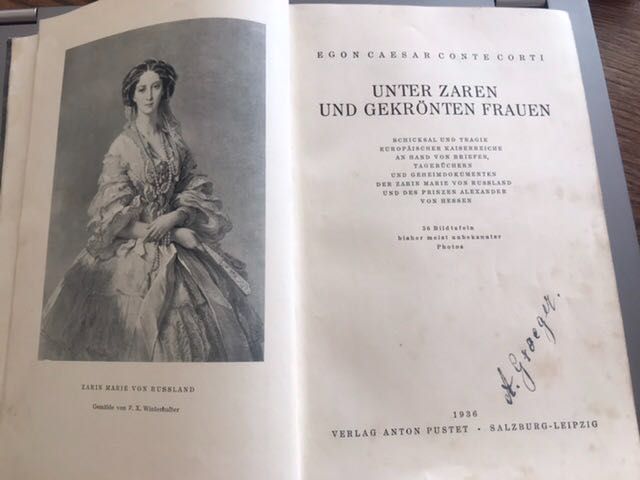 ZARIN MARIE VON RUSSLAND
Gemälde von F. X. Winterhalter
EGON CAESAR CONTE CORTI
UNTER ZAREN
UND GEKRÖNTEN FRAUEN
SCHICKSAL UND TRAGIK
EUROPÄISCHER KAISERREICHE
AN HAND VON BRIEFEN,
TAGEBÜCHERN
UND GEHEIMDOKUMENTEN
DER ZARIN MARIE VON RUSSLAND
UND DES PRINZEN ALEXANDER
VON HESSEN
36 Bildtafeln
bisher meist unbekannter
Photos
A. Graeger.
1936
VERLAG ANTON PUSTET · SALZBURG-LEIPZIG